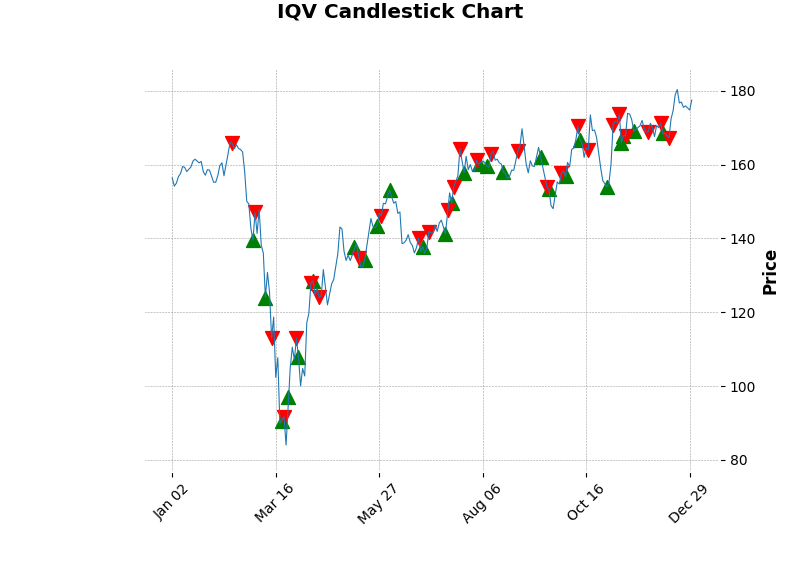 IQV Candlestick Chart
180
160
140
120
100
80
Price
Jan 02
Mar 16
May 27
Aug 06
Oct 16
Dec 29